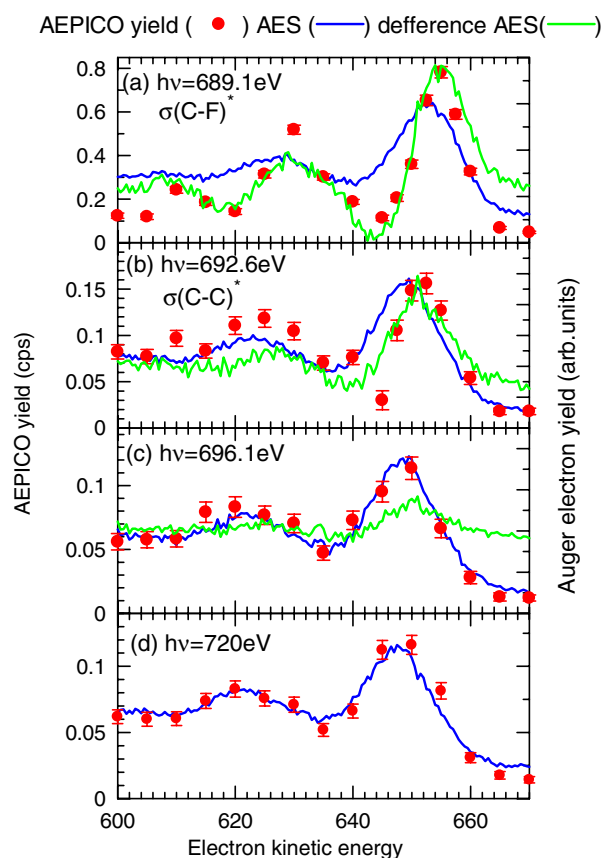 AEPICO yield ( ) AES ( ) defference AES( )
(a) hν=689.1eV
σ(C-F)*
0.8
0.6
0.4
0.2
0
(b) hν=692.6eV
σ(C-C)*
0.15
0.1
0.05
0
(c) hν=696.1eV
0.1
0.05
0
(d) hν=720eV
0.1
0.05
0
600 620 640 660
Electron kinetic energy
AEPICO yield (cps)
Auger electron yield (arb.units)